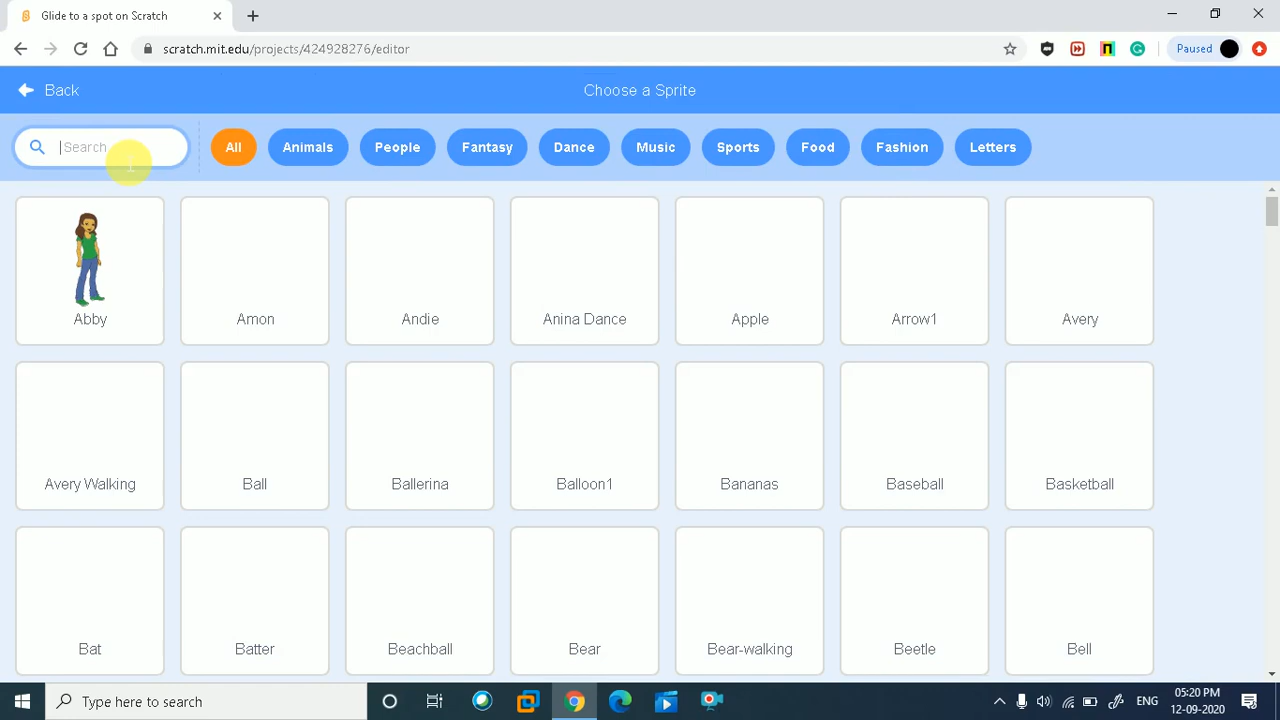 Glide to a spot on Scratch
scratch.mit.edu/projects/424928276/editor
Paused
Back
Choose a Sprite
Search
All
Animals
People
Fantasy
Dance
Music
Sports
Food
Fashion
Letters
Abby
Amon
Andie
Anina Dance
Apple
Arrow1
Avery
Avery Walking
Ball
Ballerina
Balloon1
Bananas
Baseball
Basketball
Bat
Batter
Beachball
Bear
Bear-walking
Beetle
Bell
Type here to search
ENG
05:20 PM
12-09-2020